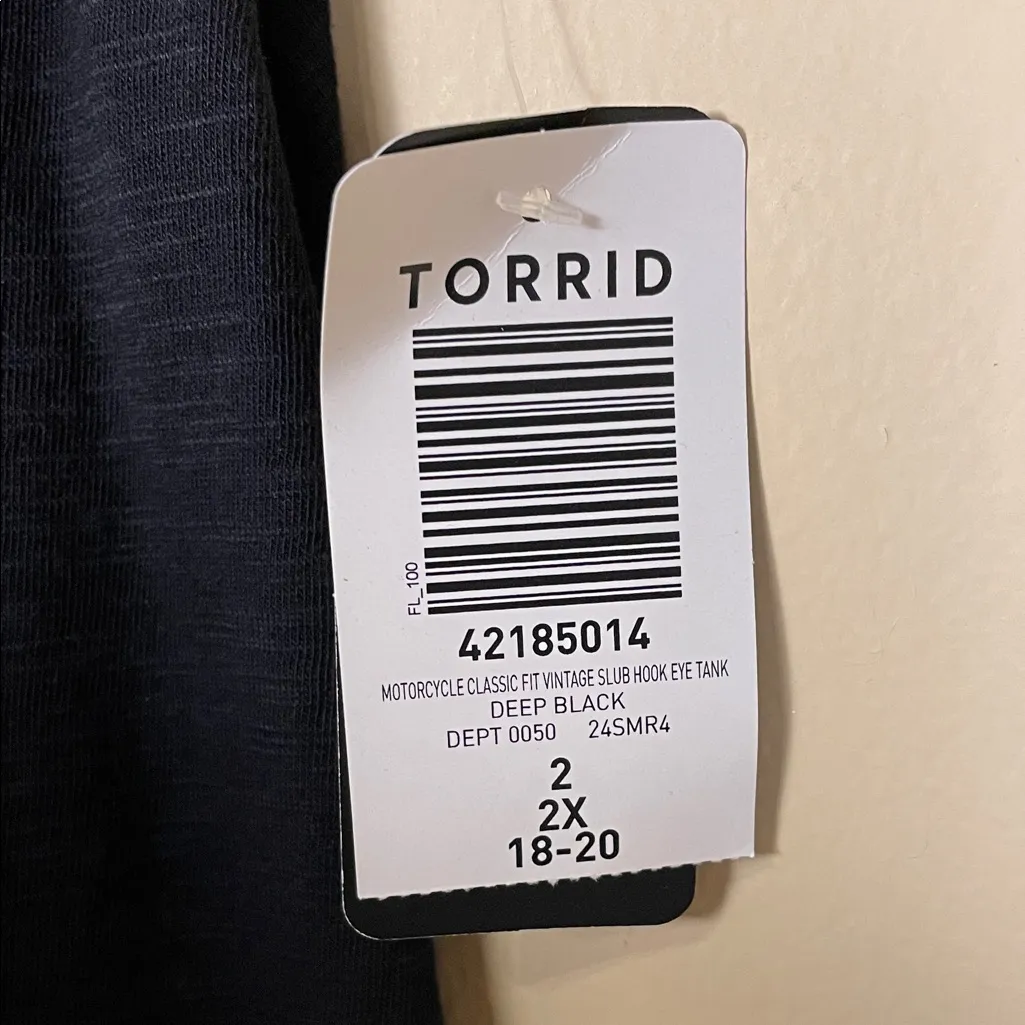 TORRID
FL_100
42185014
MOTORCYCLE CLASSIC FIT VINTAGE SLUB HOOK EYE TANK
DEEP BLACK
DEPT 0050 24SMR4
2
2X
18-20